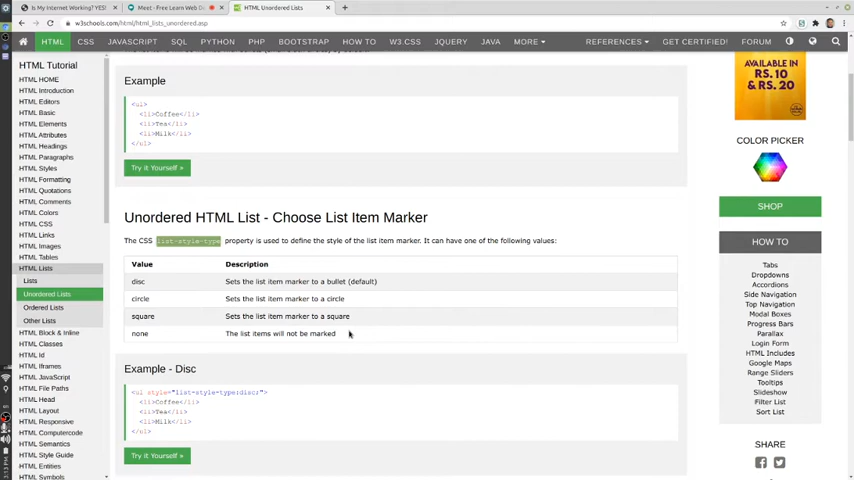 Is My Internet Working? YES!
Meet - Free Learn Web D
HTML Unordered Lists
w3schools.com/html/html_lists_unordered.asp
HTML CSS JAVASCRIPT SQL PYTHON PHP BOOTSTRAP HOW TO W3.CSS JQUERY JAVA MORE REFERENCES GET CERTIFIED! FORUM
HTML Tutorial
HTML HOME
HTML Introduction
HTML Editors
HTML Basic
HTML Elements
HTML Attributes
HTML Headings
HTML Paragraphs
HTML Styles
HTML Formatting
HTML Quotations
HTML Comments
HTML Colors
HTML CSS
HTML Links
HTML Images
HTML Tables
HTML Lists
Lists
Unordered Lists
Ordered Lists
Other Lists
HTML Block & Inline
HTML Classes
HTML Id
HTML Iframes
HTML JavaScript
HTML File Paths
HTML Head
HTML Layout
HTML Responsive
HTML Computercode
HTML Semantics
HTML Style Guide
HTML Entities
HTML Symbols
Example
<ul>
<li>Coffee</li>
<li>Tea</li>
<li>Milk</li>
</ul>
Try it Yourself »
Unordered HTML List - Choose List Item Marker
The CSS list-style-type property is used to define the style of the list item marker. It can have one of the following values:
Value Description
disc Sets the list item marker to a bullet (default)
circle Sets the list item marker to a circle
square Sets the list item marker to a square
none The list items will not be marked
Example - Disc
<ul style="list-style-type:disc;">
<li>Coffee</li>
<li>Tea</li>
<li>Milk</li>
</ul>
Try it Yourself »
AVAILABLE
IN
RS. 10
& RS. 20
COLOR PICKER
SHOP
HOW TO
Tabs
Dropdowns
Accordions
Side Navigation
Top Navigation
Modal Boxes
Progress Bars
Parallax
Login Form
HTML Includes
Google Maps
Range Sliders
Tooltips
Slideshow
Filter List
Sort List
SHARE